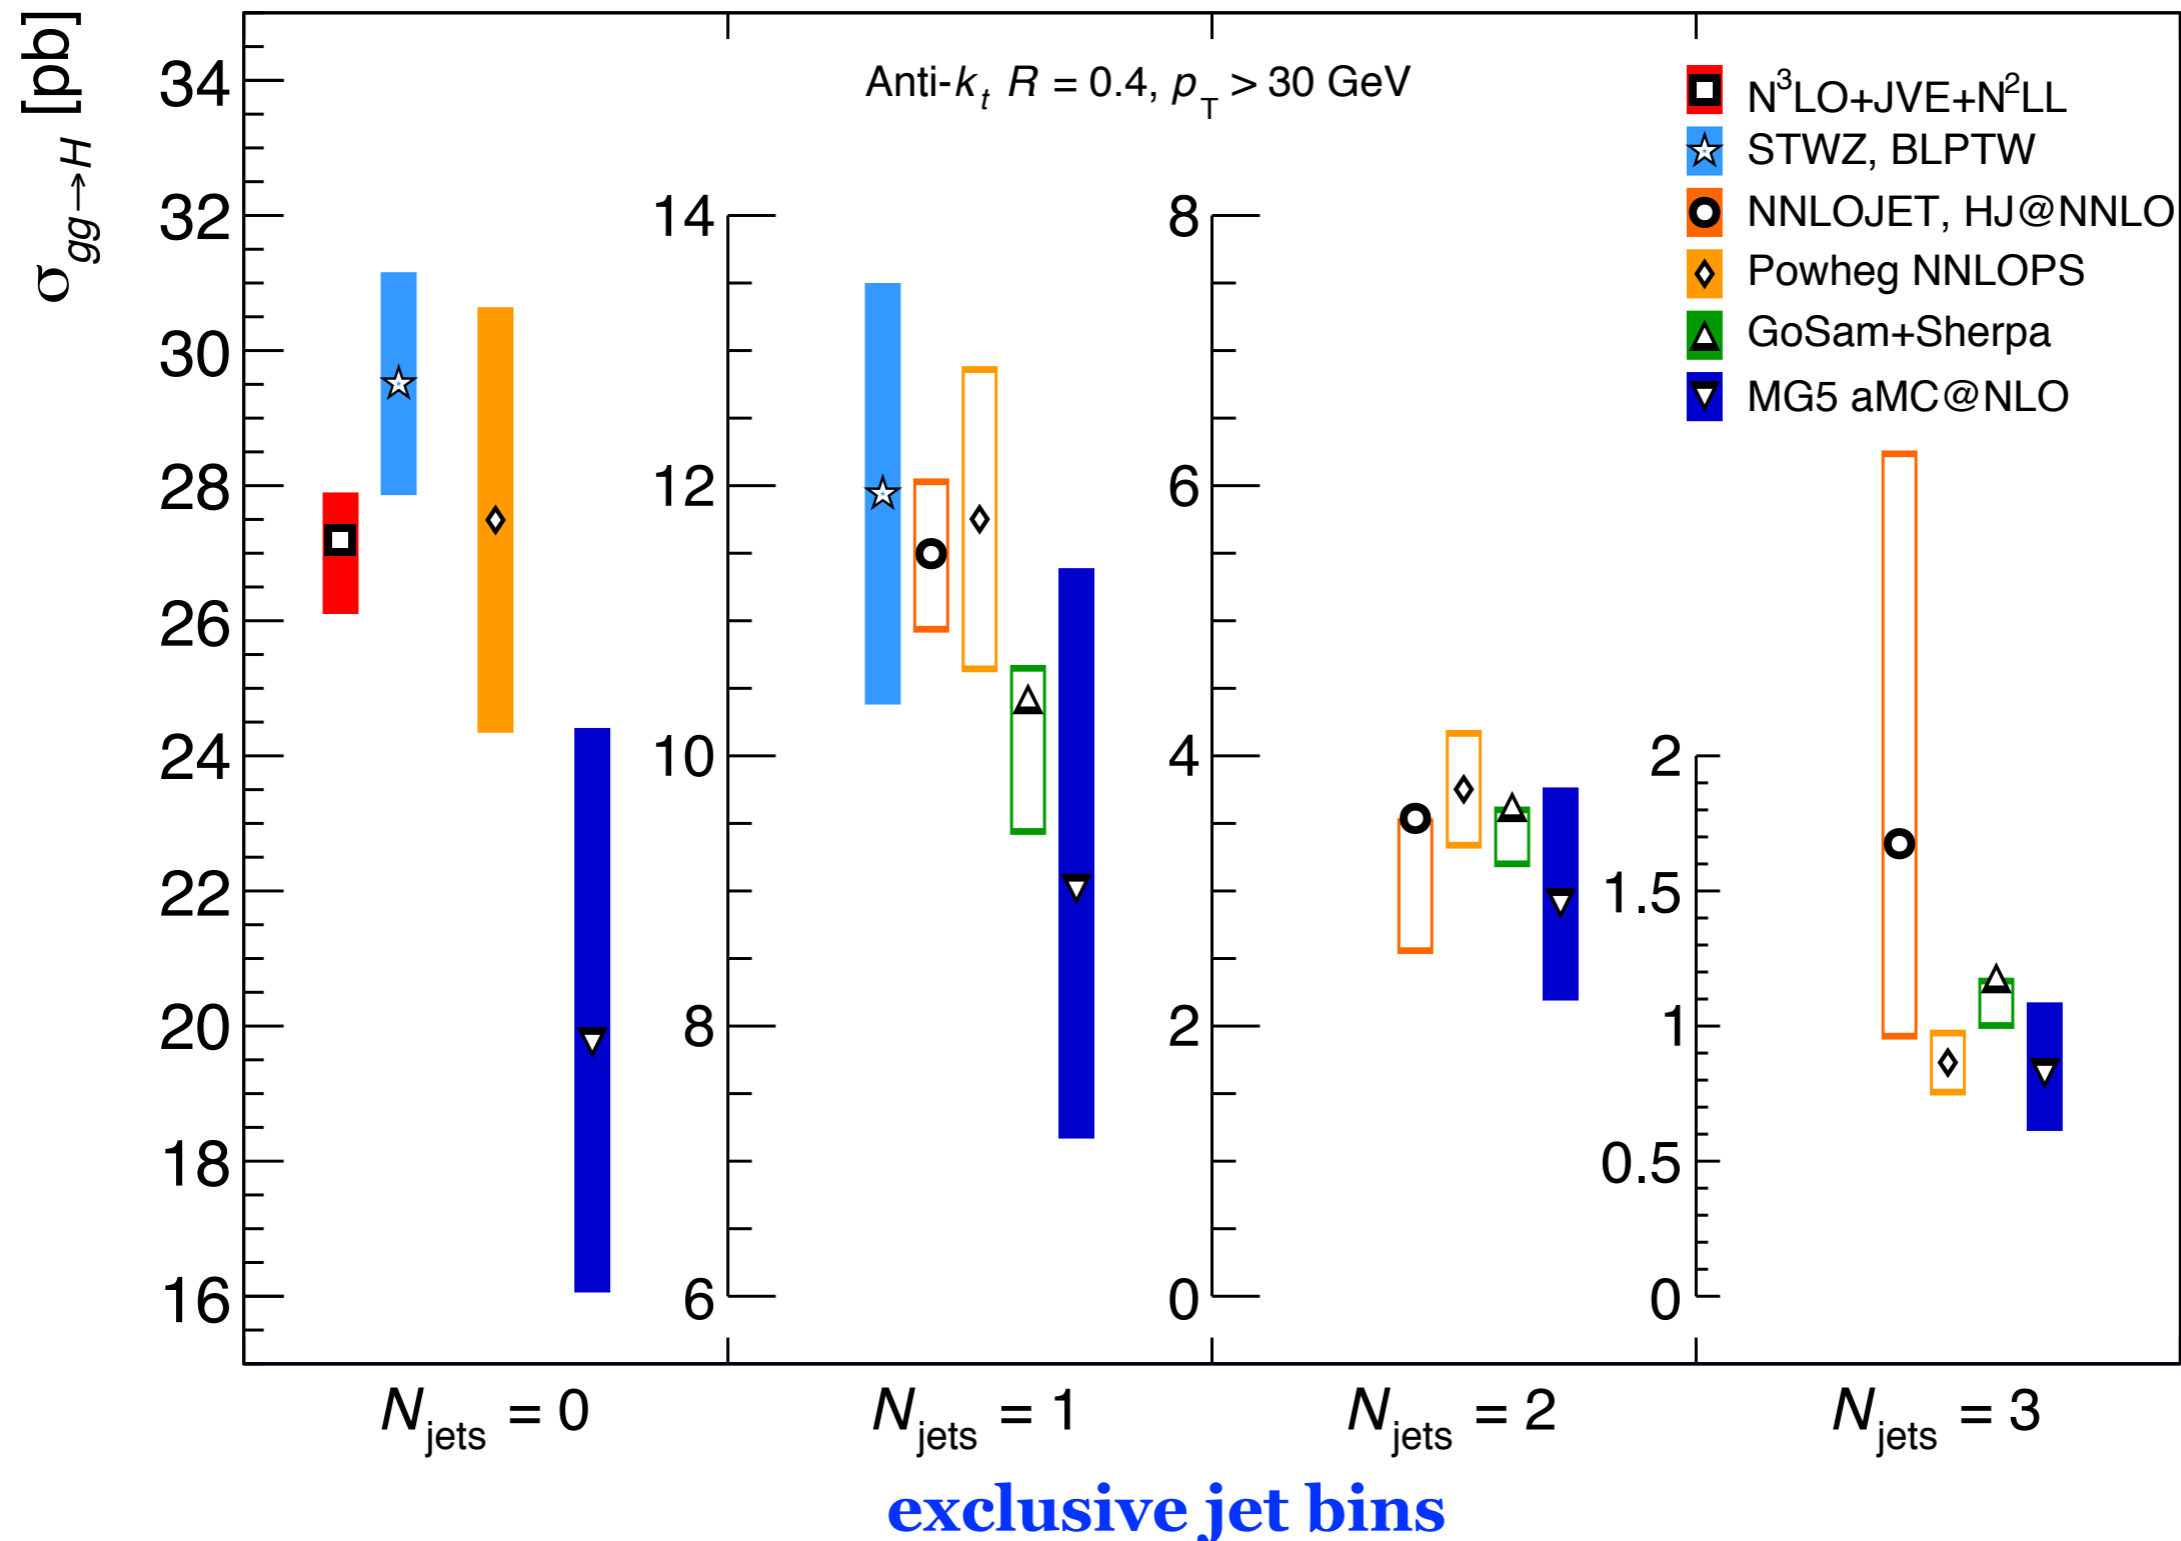 σgg→H [pb]
Anti-kt R = 0.4, pT > 30 GeV
N³LO+JVE+N²LL
STWZ, BLPTW
NNLOJET, HJ@NNLO
Powheg NNLOPS
GoSam+Sherpa
MG5 aMC@NLO
34
32
30
28
26
24
22
20
18
16
14
12
10
8
6
8
6
4
2
0
2
1.5
1
0.5
0
Njets = 0
Njets = 1
Njets = 2
Njets = 3
exclusive jet bins